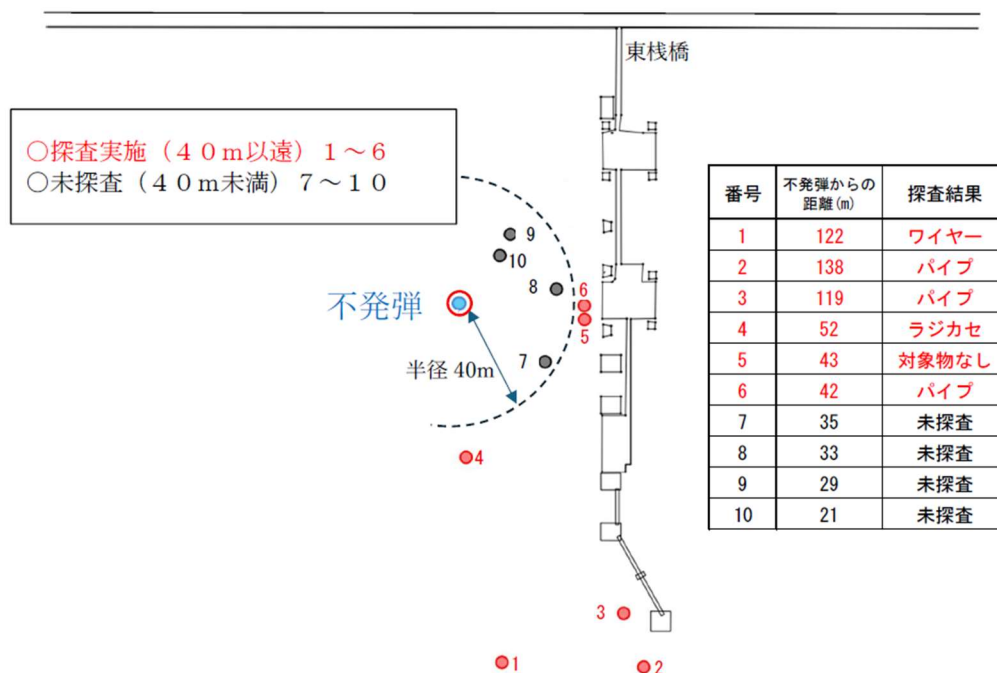 東桟橋
○探査実施（４０ｍ以遠）１～６
○未探査（４０ｍ未満）７～１０
9
10
8
不発弾
6
5
半径 40m
7
4
3
1
2
番号 不発弾からの距離(m) 探査結果
1 122 ワイヤー
2 138 パイプ
3 119 パイプ
4 52 ラジカセ
5 43 対象物なし
6 42 パイプ
7 35 未探査
8 33 未探査
9 29 未探査
10 21 未探査